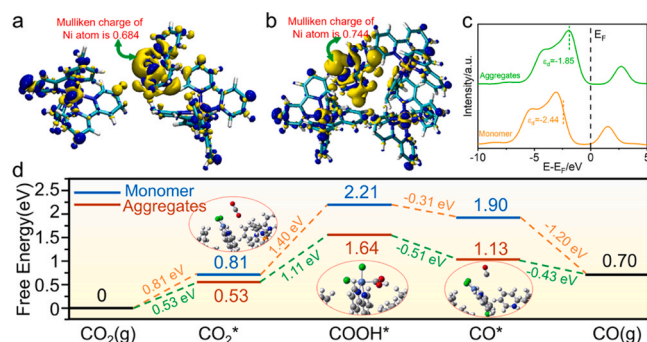 a
Mulliken charge of
Ni atom is 0.684
b
Mulliken charge of
Ni atom is 0.744
c
Intensity/a.u.
E_F
Aggregates
ε_d=-1.85
Monomer
ε_d=-2.44
-10
-5
0
5
E-E_F/eV
d
Free Energy(eV)
2.5
2
1.5
1
0.5
0
Monomer
Aggregates
0
0.81 eV
0.53 eV
0.81
0.53
1.40 eV
1.11 eV
2.21
1.64
-0.31 eV
-0.51 eV
1.90
1.13
-1.20 eV
-0.43 eV
0.70
CO₂(g)
CO₂*
COOH*
CO*
CO(g)